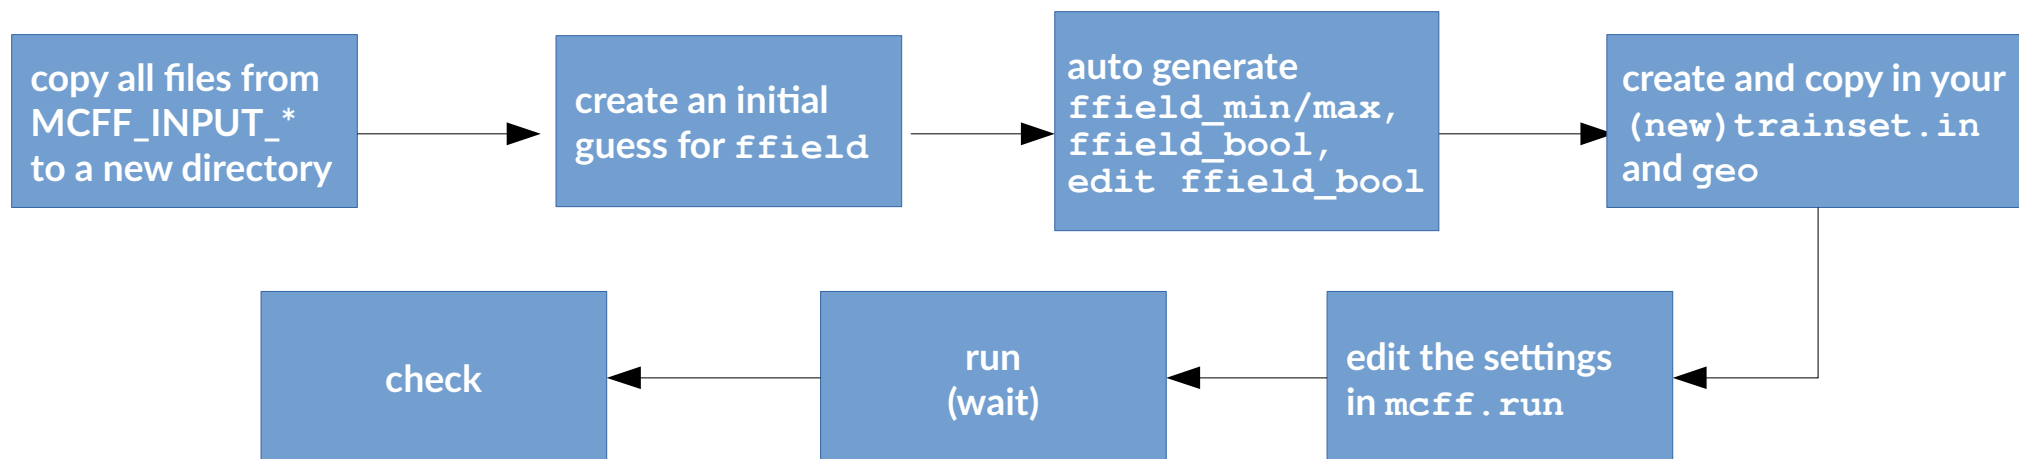 copy all files from
MCFF_INPUT_*
to a new directory
create an initial
guess for ffield
auto generate
ffield_min/max,
ffield_bool,
edit ffield_bool
create and copy in your
(new)trainset.in
and geo
edit the settings
in mcff.run
run
(wait)
check